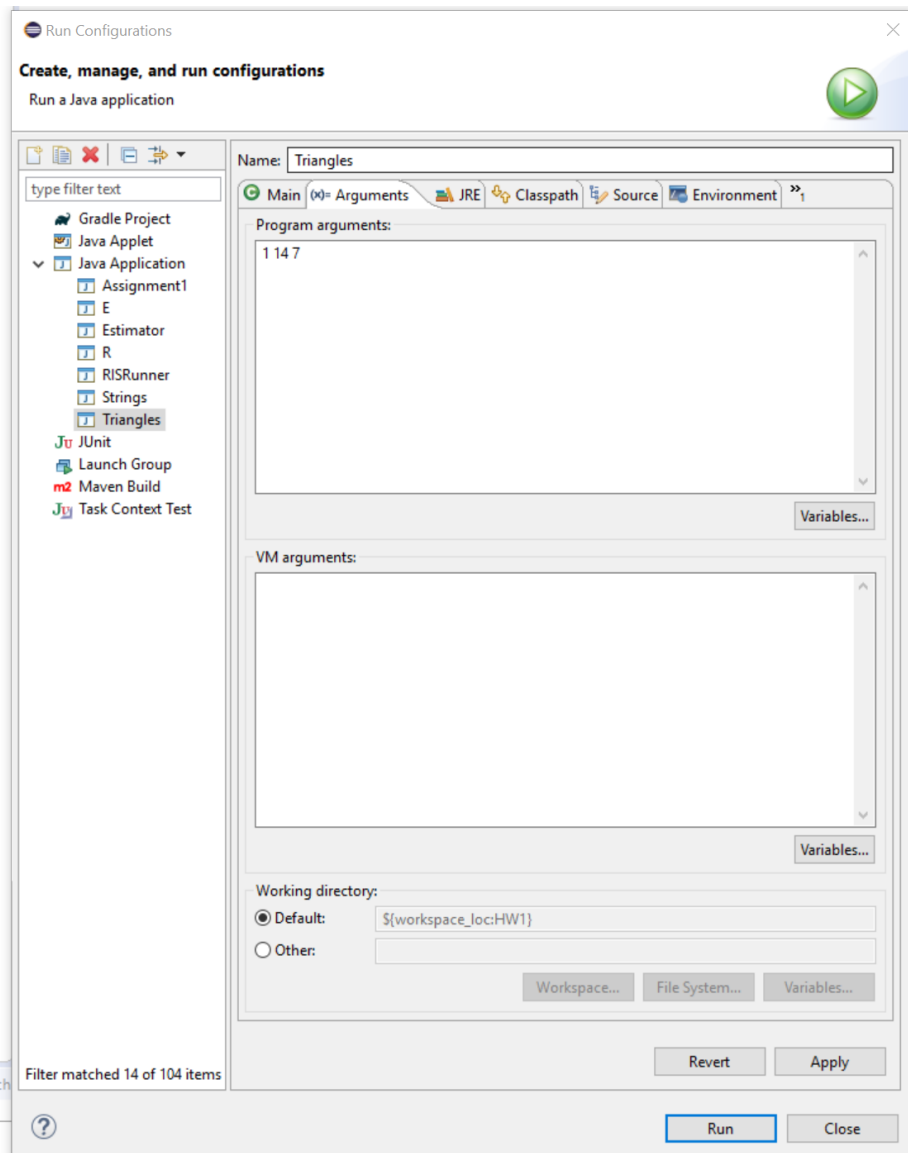 Run Configurations
Create, manage, and run configurations
Run a Java application
type filter text
Gradle Project
Java Applet
Java Application
Assignment1
E
Estimator
R
RISRunner
Strings
Triangles
Ju JUnit
Launch Group
m2 Maven Build
Task Context Test
Filter matched 14 of 104 items
Name: Triangles
Main (x)= Arguments JRE Classpath Source Environment »1
Program arguments:
1 14 7
Variables...
VM arguments:
Variables...
Working directory:
Default: ${workspace_loc:HW1}
Other:
Workspace... File System... Variables...
Revert Apply
ch
? Run Close